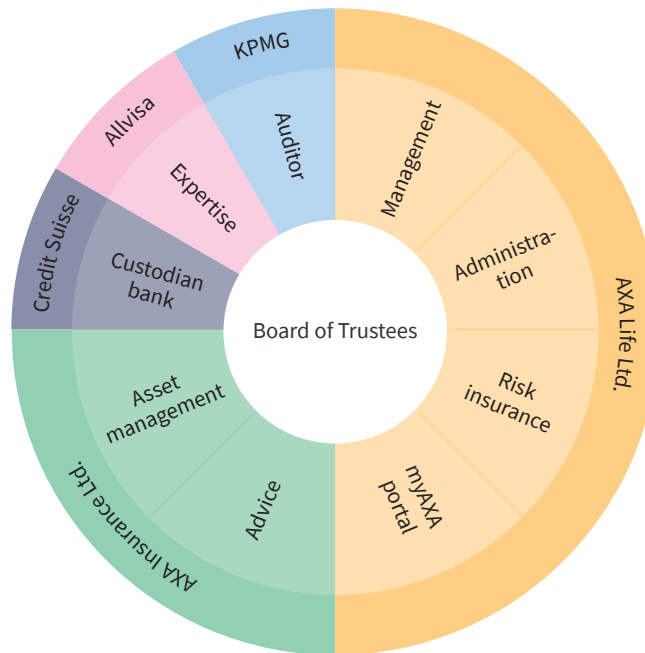 KPMG
Auditor
Allvisa
Expertise
Credit Suisse
Custodian
bank
Board of Trustees
Management
Administra-
tion
AXA Life Ltd.
Risk
insurance
myAXA
portal
Asset
management
Advice
AXA Insurance Ltd.